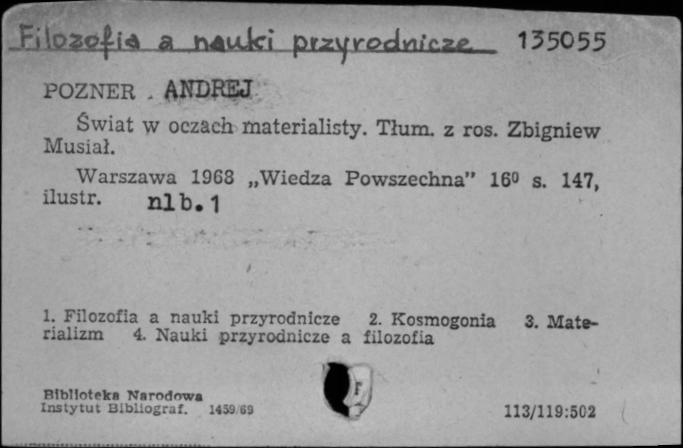 Filozofia a nauki przyrodnicze 135055
POZNER . ANDREJ
Świat w oczach materialisty. Tłum. z ros. Zbigniew
Musiał.
Warszawa 1968 „Wiedza Powszechna” 16⁰ s. 147,
ilustr. nlb. 1
1. Filozofia a nauki przyrodnicze 2. Kosmogonia 3. Mate-
rializm 4. Nauki przyrodnicze a filozofia
F
Biblioteka Narodowa
Instytut Bibliograf. 1459/69
113/119:502